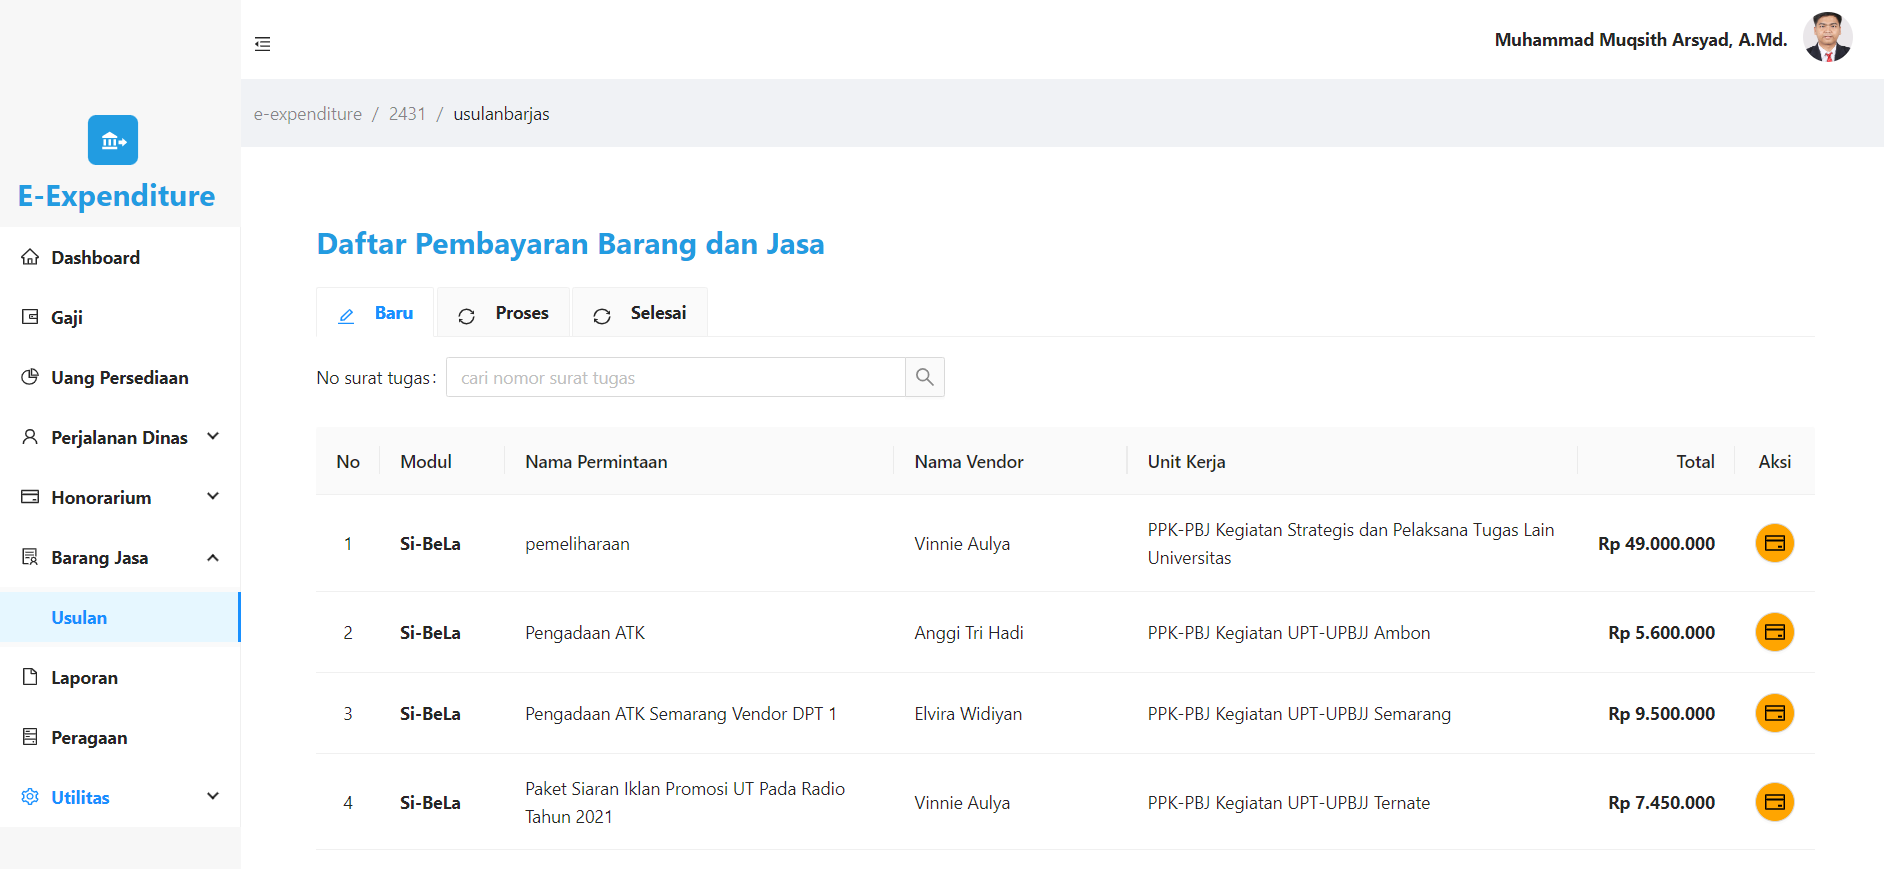 Muhammad Muqsith Arsyad, A.Md.
e-expenditure / 2431 / usulanbarjas
E-Expenditure
Dashboard
Gaji
Uang Persediaan
Perjalanan Dinas
Honorarium
Barang Jasa
Usulan
Laporan
Peragaan
Utilitas
Daftar Pembayaran Barang dan Jasa
Baru Proses Selesai
No surat tugas: cari nomor surat tugas
No Modul Nama Permintaan Nama Vendor Unit Kerja Total Aksi
1 Si-BeLa pemeliharaan Vinnie Aulya PPK-PBJ Kegiatan Strategis dan Pelaksana Tugas Lain Rp 49.000.000
Universitas
2 Si-BeLa Pengadaan ATK Anggi Tri Hadi PPK-PBJ Kegiatan UPT-UPBJJ Ambon Rp 5.600.000
3 Si-BeLa Pengadaan ATK Semarang Vendor DPT 1 Elvira Widiyan PPK-PBJ Kegiatan UPT-UPBJJ Semarang Rp 9.500.000
4 Si-BeLa Paket Siaran Iklan Promosi UT Pada Radio Vinnie Aulya PPK-PBJ Kegiatan UPT-UPBJJ Ternate Rp 7.450.000
Tahun 2021